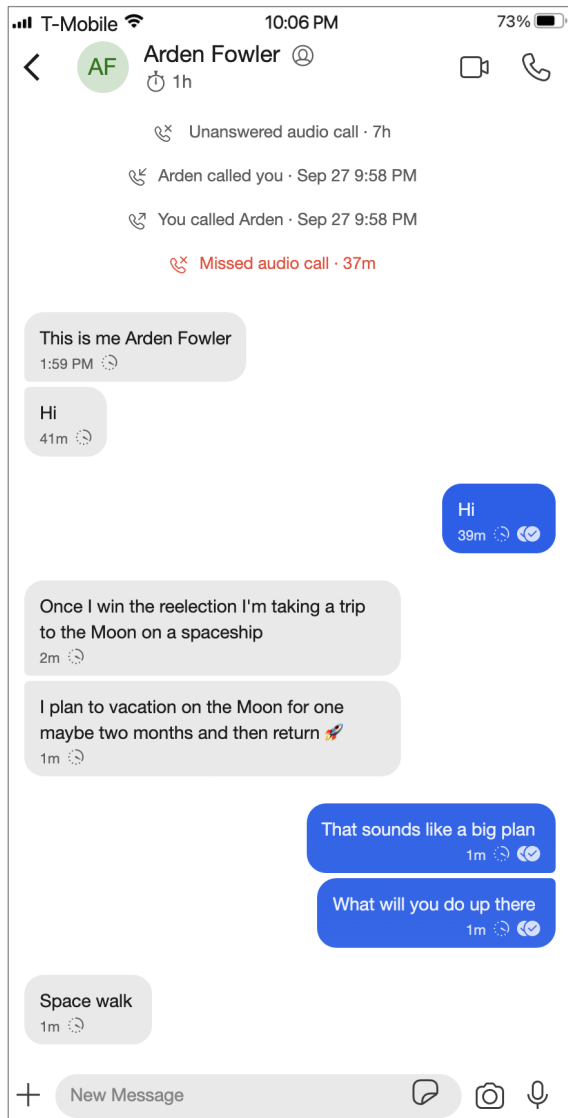 T-Mobile 10:06 PM 73%
AF Arden Fowler
1h
Unanswered audio call · 7h
Arden called you · Sep 27 9:58 PM
You called Arden · Sep 27 9:58 PM
Missed audio call · 37m
This is me Arden Fowler
1:59 PM
Hi
41m
Hi
39m
Once I win the reelection I'm taking a trip
to the Moon on a spaceship
2m
I plan to vacation on the Moon for one
maybe two months and then return 🚀
1m
That sounds like a big plan
1m
What will you do up there
1m
Space walk
1m
New Message